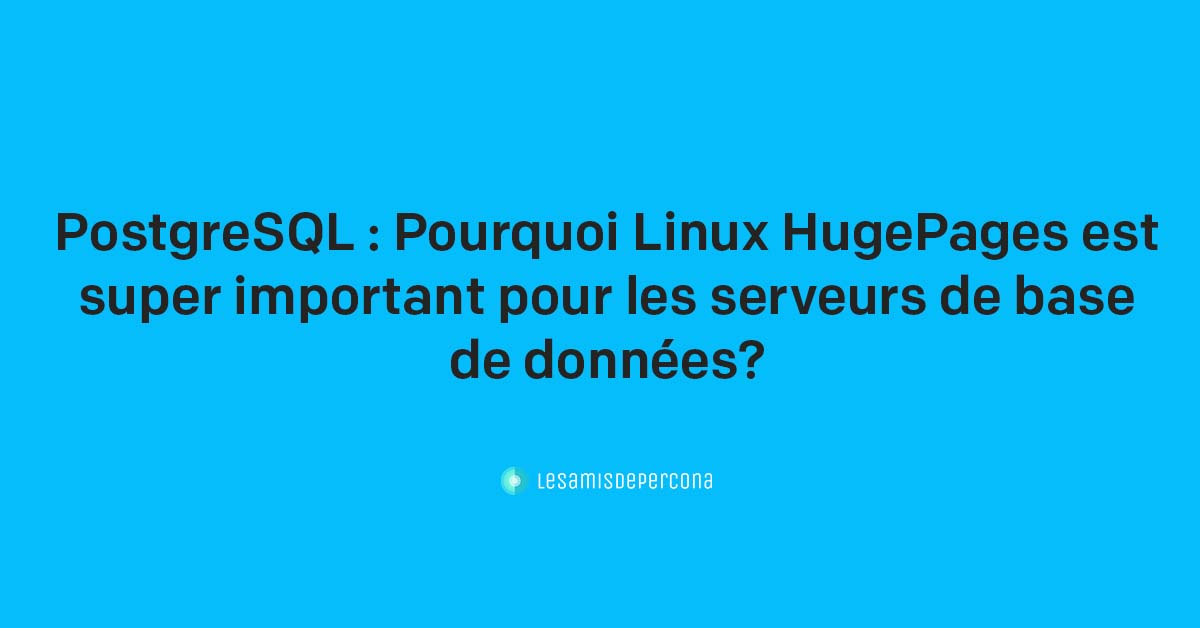 PostgreSQL : Pourquoi Linux HugePages est
super important pour les serveurs de base
de données?
Lesamisdepercona